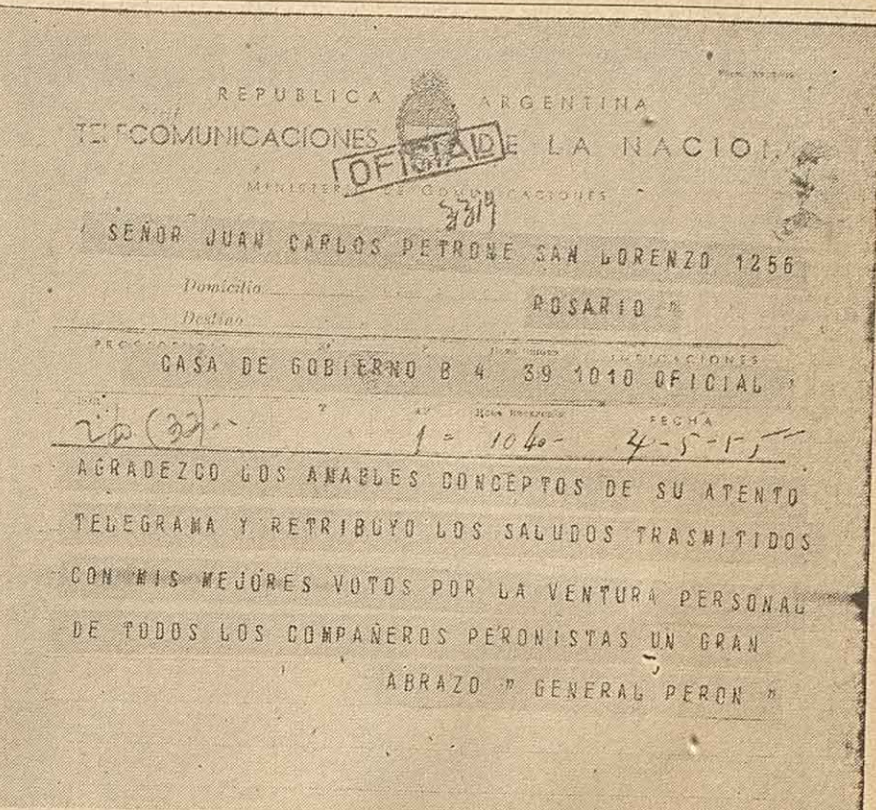 REPUBLICA ARGENTINA
TELECOMUNICACIONES DE LA NACION
OFICIAL
MINISTERIO DE COMUNICACIONES
3319
SEÑOR JUAN CARLOS PETRONE SAN LORENZO 1256
Domicilio
ROSARIO "
Destino
INDICACIONES
CASA DE GOBIERNO B 4 39 1010 OFICIAL
FECHA
1 = 1040 - 4-5-55
AGRADEZCO LOS AMABLES CONCEPTOS DE SU ATENTO
TELEGRAMA Y RETRIBUYO LOS SALUDOS TRASMITIDOS
CON MIS MEJORES VOTOS POR LA VENTURA PERSONAL
DE TODOS LOS COMPAÑEROS PERONISTAS UN GRAN
ABRAZO " GENERAL PERON "